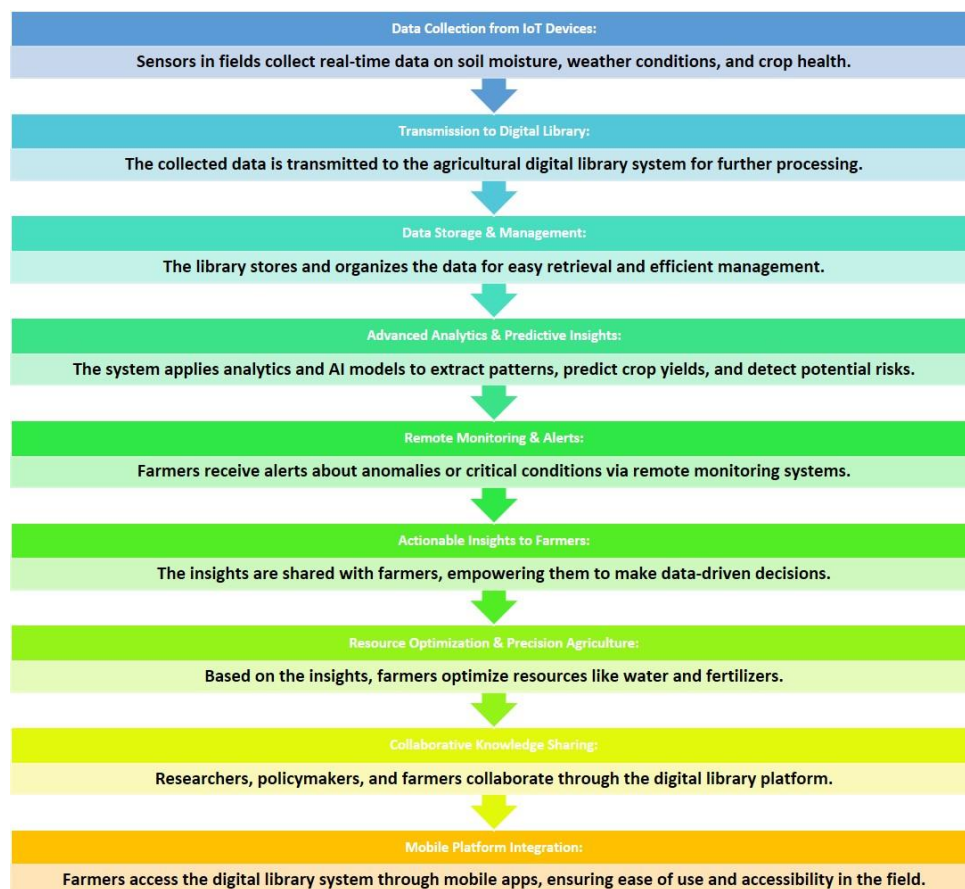 Data Collection from IoT Devices:
Sensors in fields collect real-time data on soil moisture, weather conditions, and crop health.
Transmission to Digital Library:
The collected data is transmitted to the agricultural digital library system for further processing.
Data Storage & Management:
The library stores and organizes the data for easy retrieval and efficient management.
Advanced Analytics & Predictive Insights:
The system applies analytics and AI models to extract patterns, predict crop yields, and detect potential risks.
Remote Monitoring & Alerts:
Farmers receive alerts about anomalies or critical conditions via remote monitoring systems.
Actionable Insights to Farmers:
The insights are shared with farmers, empowering them to make data-driven decisions.
Resource Optimization & Precision Agriculture:
Based on the insights, farmers optimize resources like water and fertilizers.
Collaborative Knowledge Sharing:
Researchers, policymakers, and farmers collaborate through the digital library platform.
Mobile Platform Integration:
Farmers access the digital library system through mobile apps, ensuring ease of use and accessibility in the field.